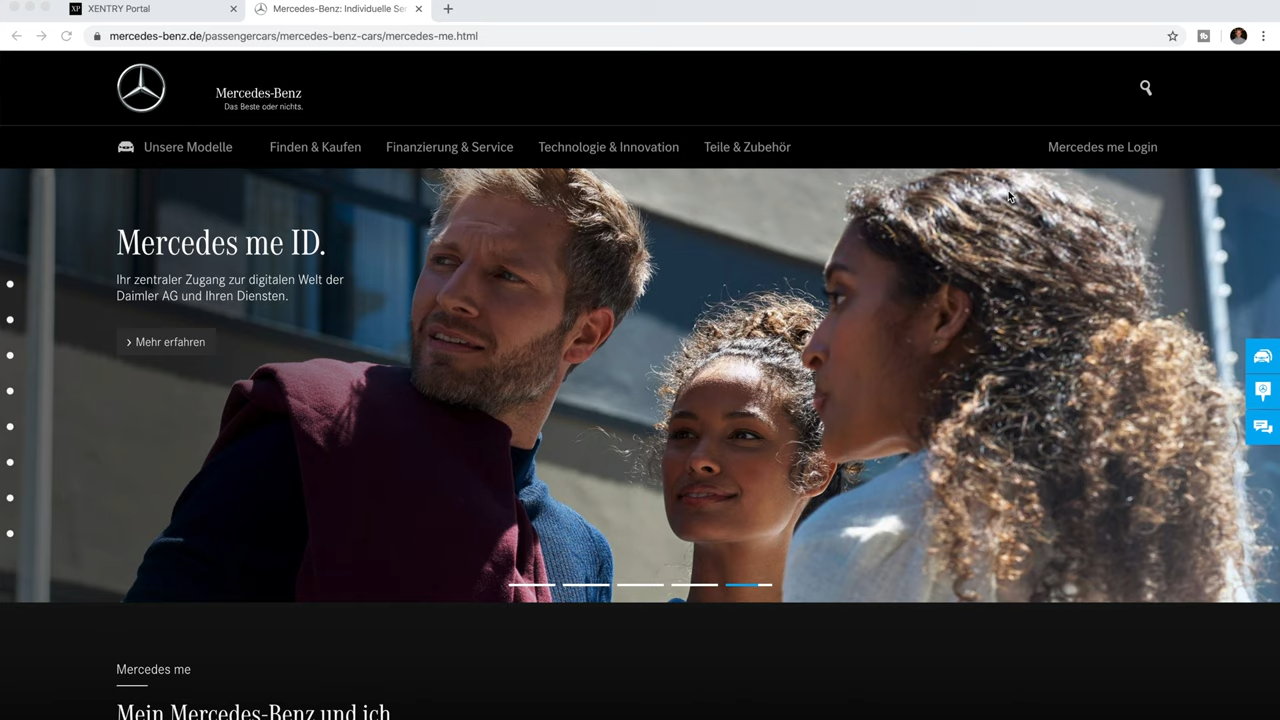 XENTRY Portal
Mercedes-Benz: Individuelle Se
mercedes-benz.de/passengercars/mercedes-benz-cars/mercedes-me.html
Mercedes-Benz
Das Beste oder nichts.
Unsere Modelle
Finden & Kaufen
Finanzierung & Service
Technologie & Innovation
Teile & Zubehör
Mercedes me Login
Mercedes me ID.
Ihr zentraler Zugang zur digitalen Welt der
Daimler AG und Ihren Diensten.
Mehr erfahren
Mercedes me
Mein Mercedes-Benz und ich